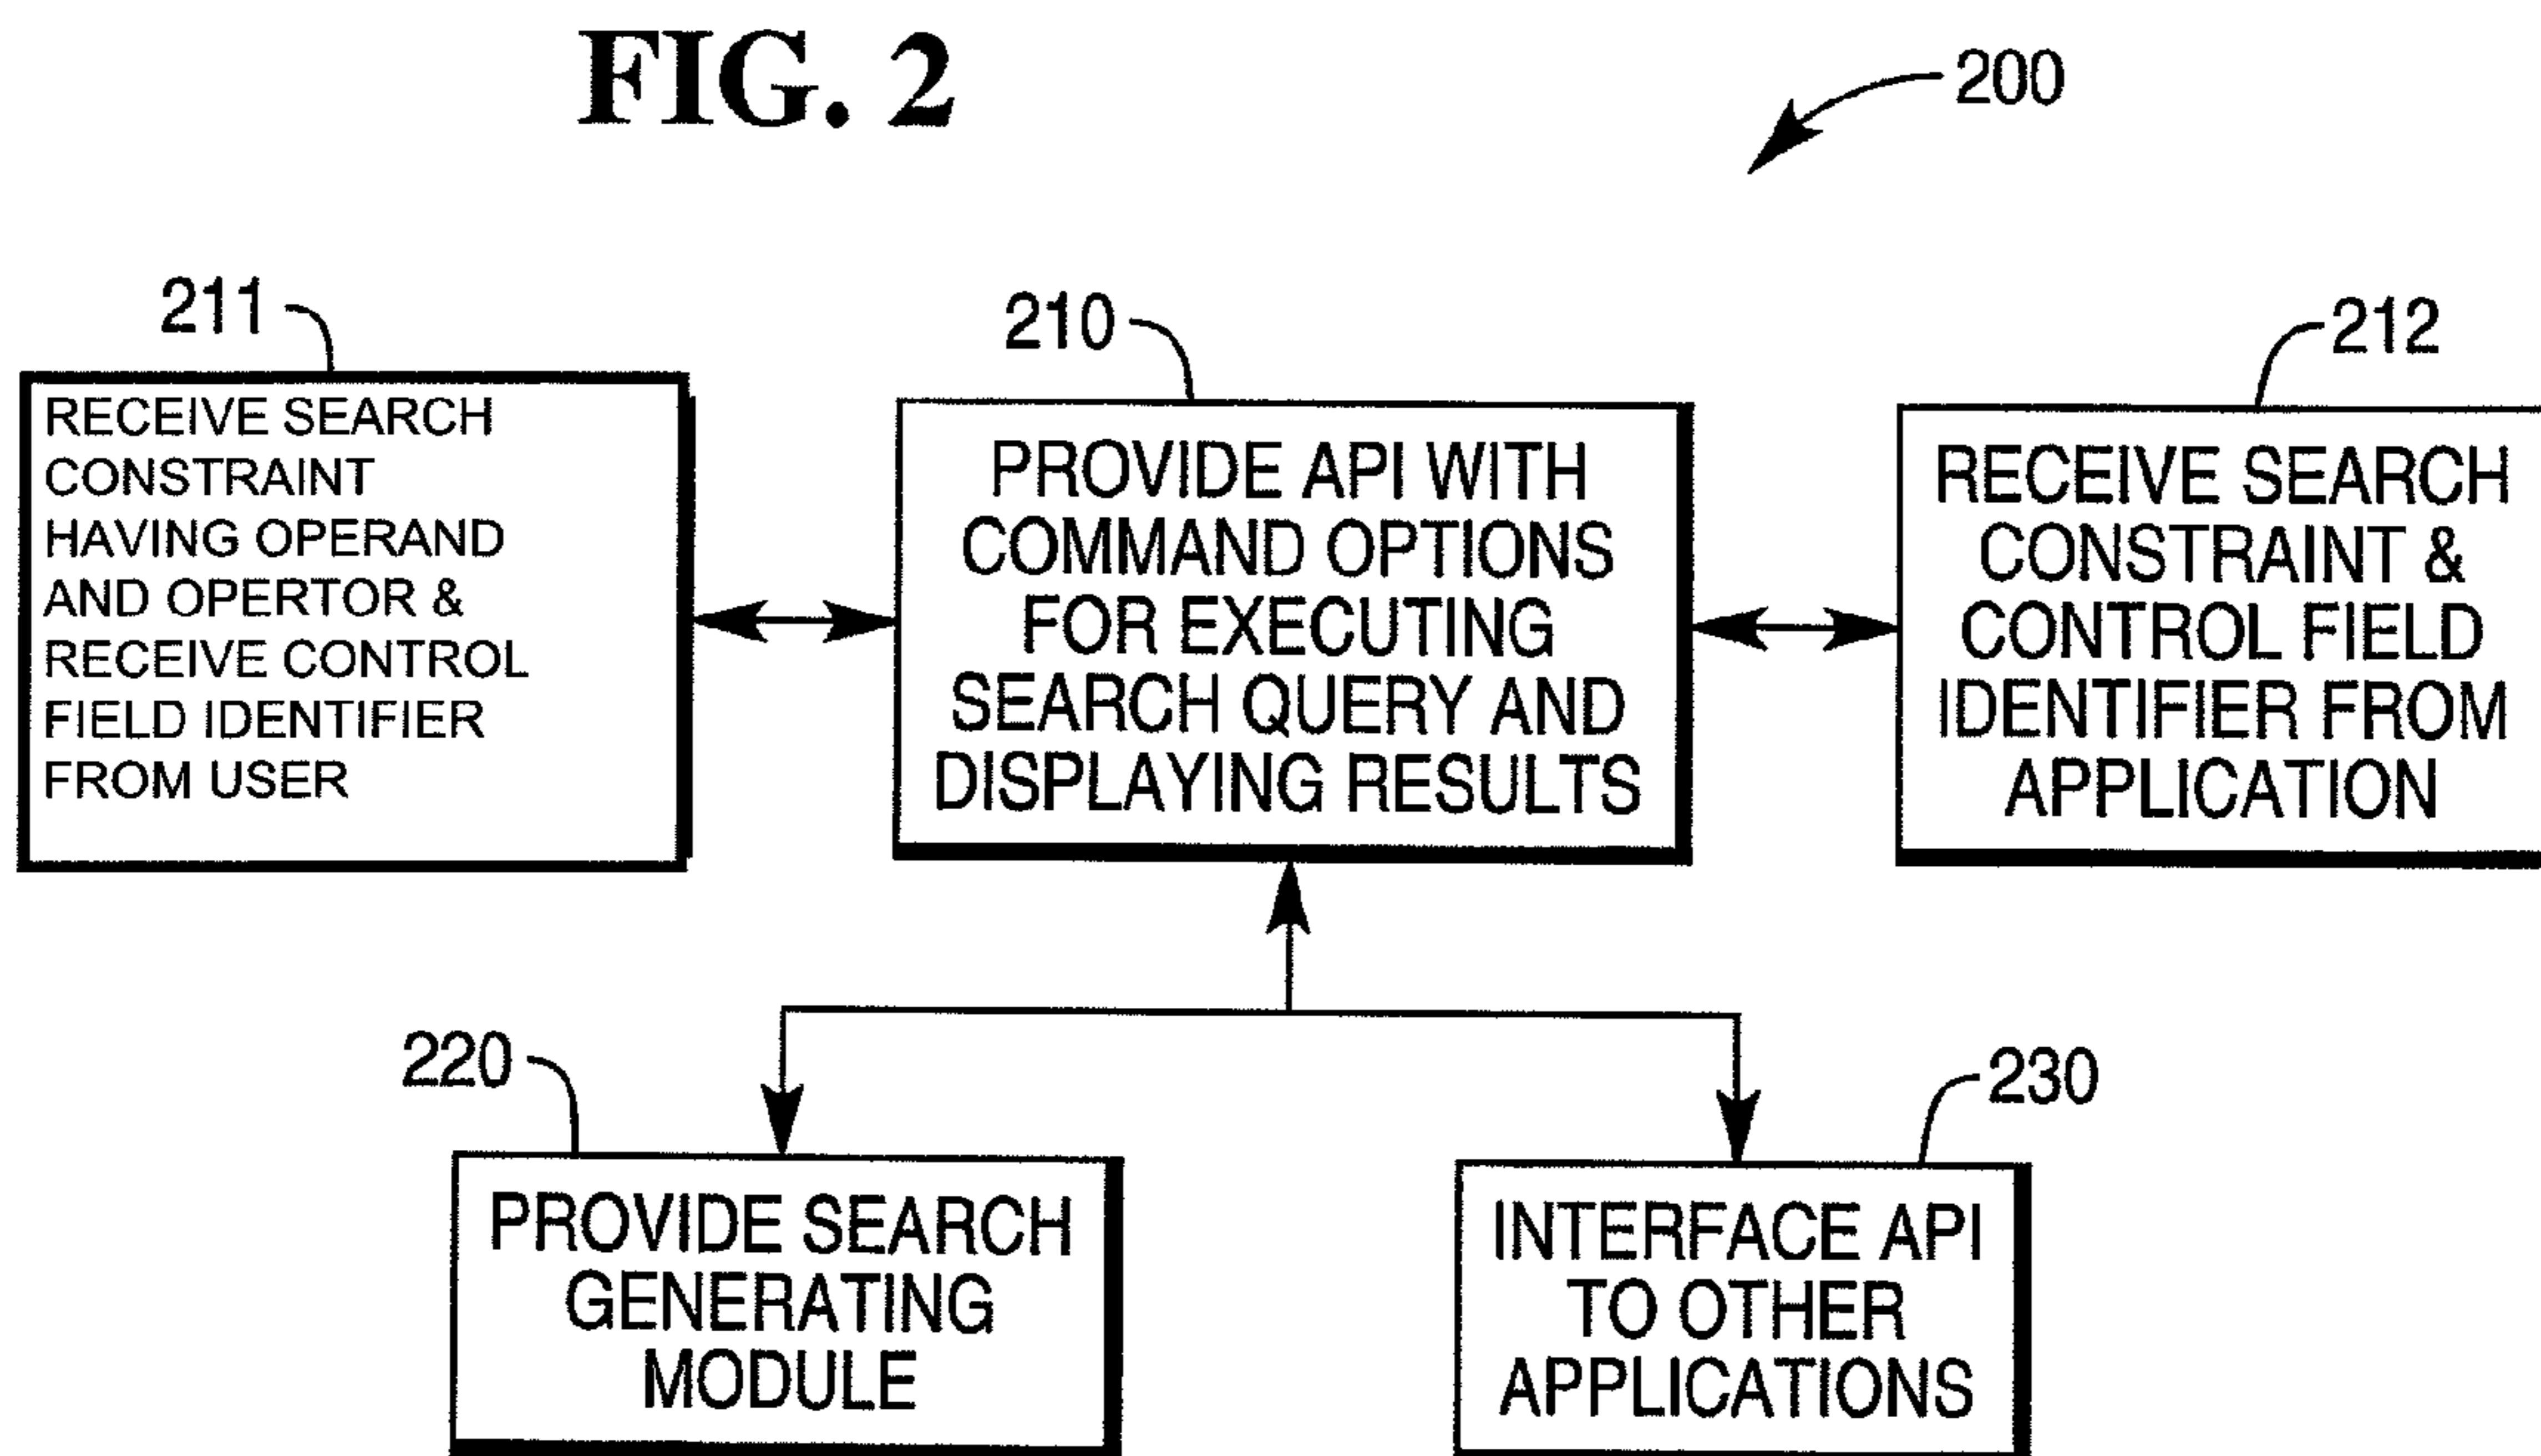 FIG. 2
200
211
RECEIVE SEARCH
CONSTRAINT
HAVING OPERAND
AND OPERTOR &
RECEIVE CONTROL
FIELD IDENTIFIER
FROM USER
210
PROVIDE API WITH
COMMAND OPTIONS
FOR EXECUTING
SEARCH QUERY AND
DISPLAYING RESULTS
212
RECEIVE SEARCH
CONSTRAINT &
CONTROL FIELD
IDENTIFIER FROM
APPLICATION
220
PROVIDE SEARCH
GENERATING
MODULE
230
INTERFACE API
TO OTHER
APPLICATIONS